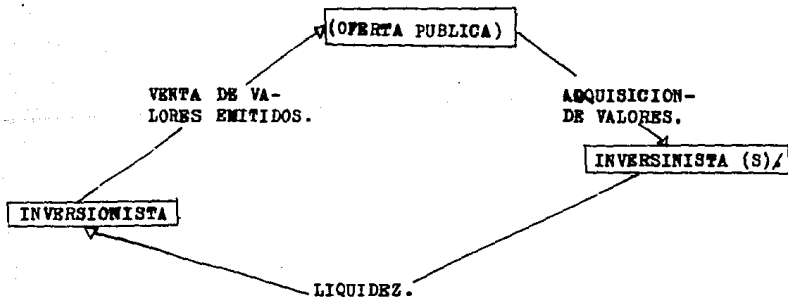 (OFERTA PUBLICA)
VENTA DE VA-
LORES EMITIDOS.
ADQUISICION-
DE VALORES.
INVERSINISTA (S)/
INVERSIONISTA
LIQUIDEZ.